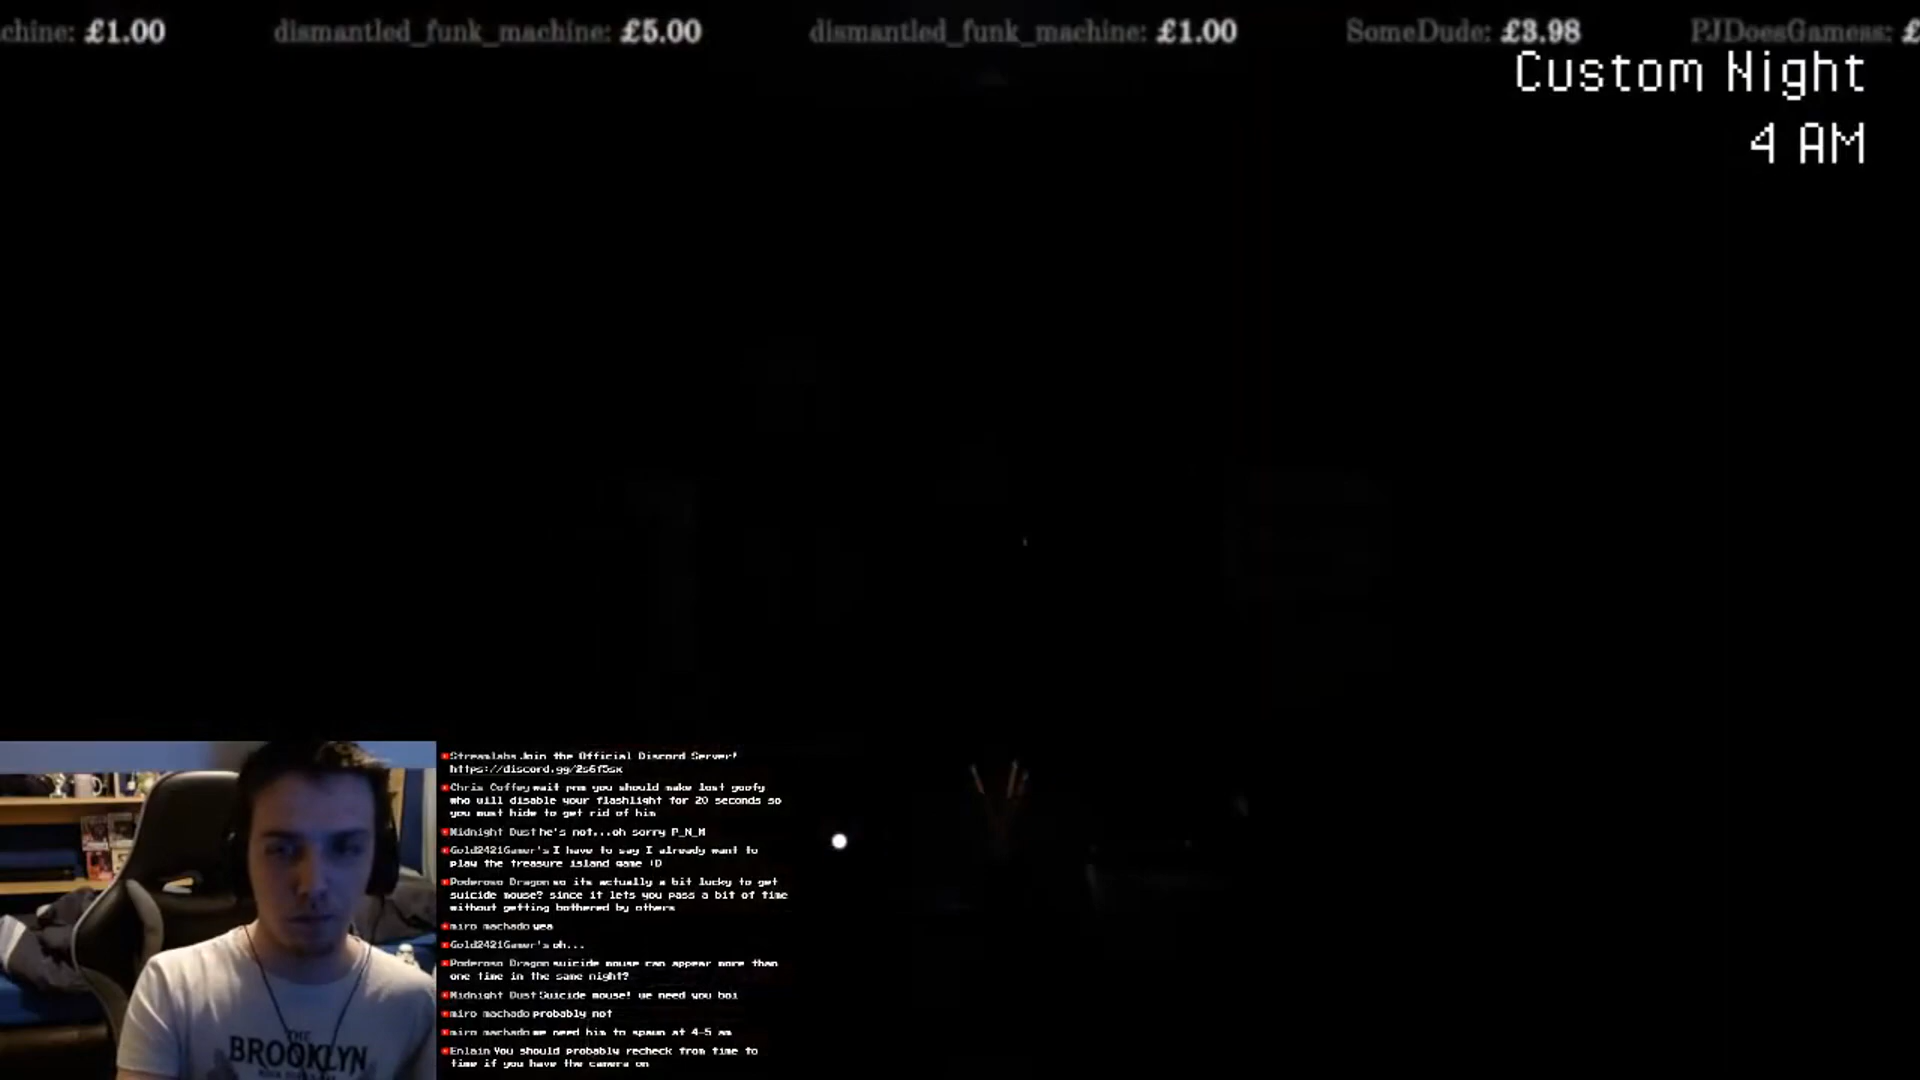 chine: £1.00 dismantled_funk_machine: £5.00 dismantled_funk_machine: £1.00 SomeDude: £3.98 PJDoesGamess: £
Custom Night
4 AM
Streamlabs Join the Official Discord Server!
https://discord.gg/2s6f5sx
Chris Coffey wait pnm you should make lost goofy
who will disable your flashlight for 20 seconds so
you must hide to get rid of him
Midnight Dust he's not...oh sorry P_N_M
Gold2421Gamer's I have to say I already want to
play the treasure island game :D
Poderoso Dragon so its actually a bit lucky to get
suicide mouse? since it lets you pass a bit of time
without getting bothered by others
miro machado yea
Gold2421Gamer's oh...
Poderoso Dragon suicide mouse can appear more than
one time in the same night?
Midnight Dust Suicide mouse! we need you boi
miro machado probably not
miro machado we need him to spawn at 4-5 am
Enlain You should probably recheck from time to
time if you have the camera on
THE
BROOKLYN